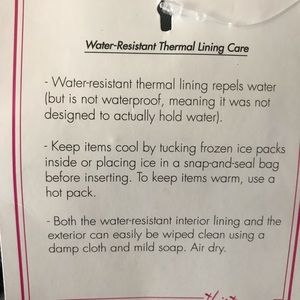 Water-Resistant Thermal Lining Care
- Water-resistant thermal lining repels water
(but is not waterproof, meaning it was not
designed to actually hold water).
- Keep items cool by tucking frozen ice packs
inside or placing ice in a snap-and-seal bag
before inserting. To keep items warm, use a
hot pack.
- Both the water-resistant interior lining and the
exterior can easily be wiped clean using a
damp cloth and mild soap. Air dry.